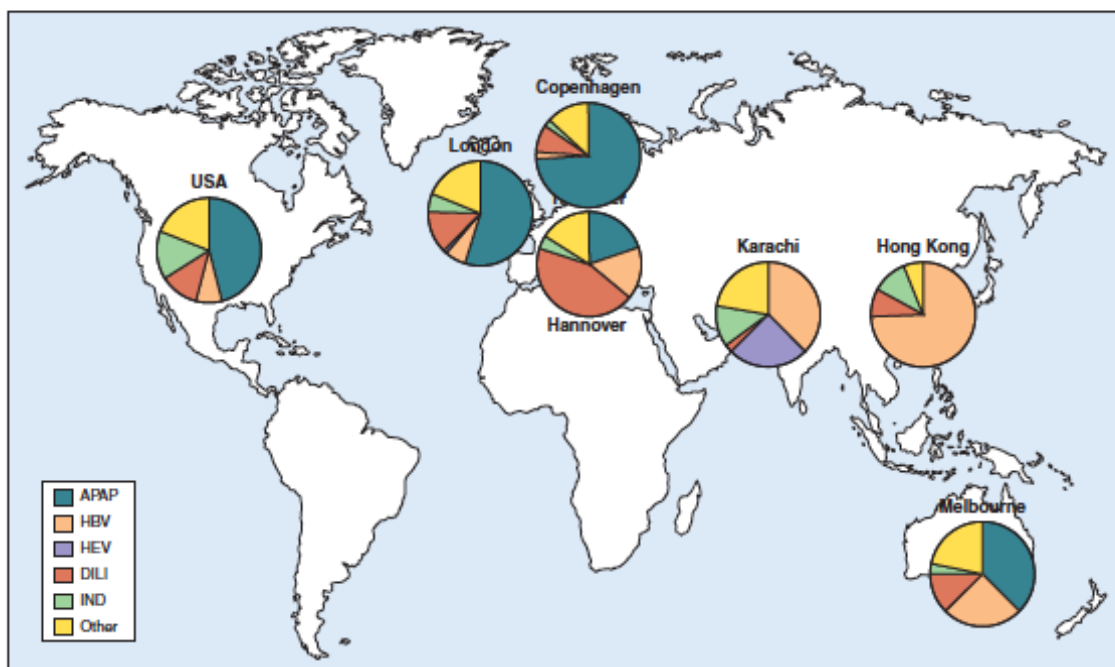 Copenhagen
London
USA
Karachi
Hong Kong
Hannover
Melbourne
APAP
HBV
HEV
DILI
IND
Other